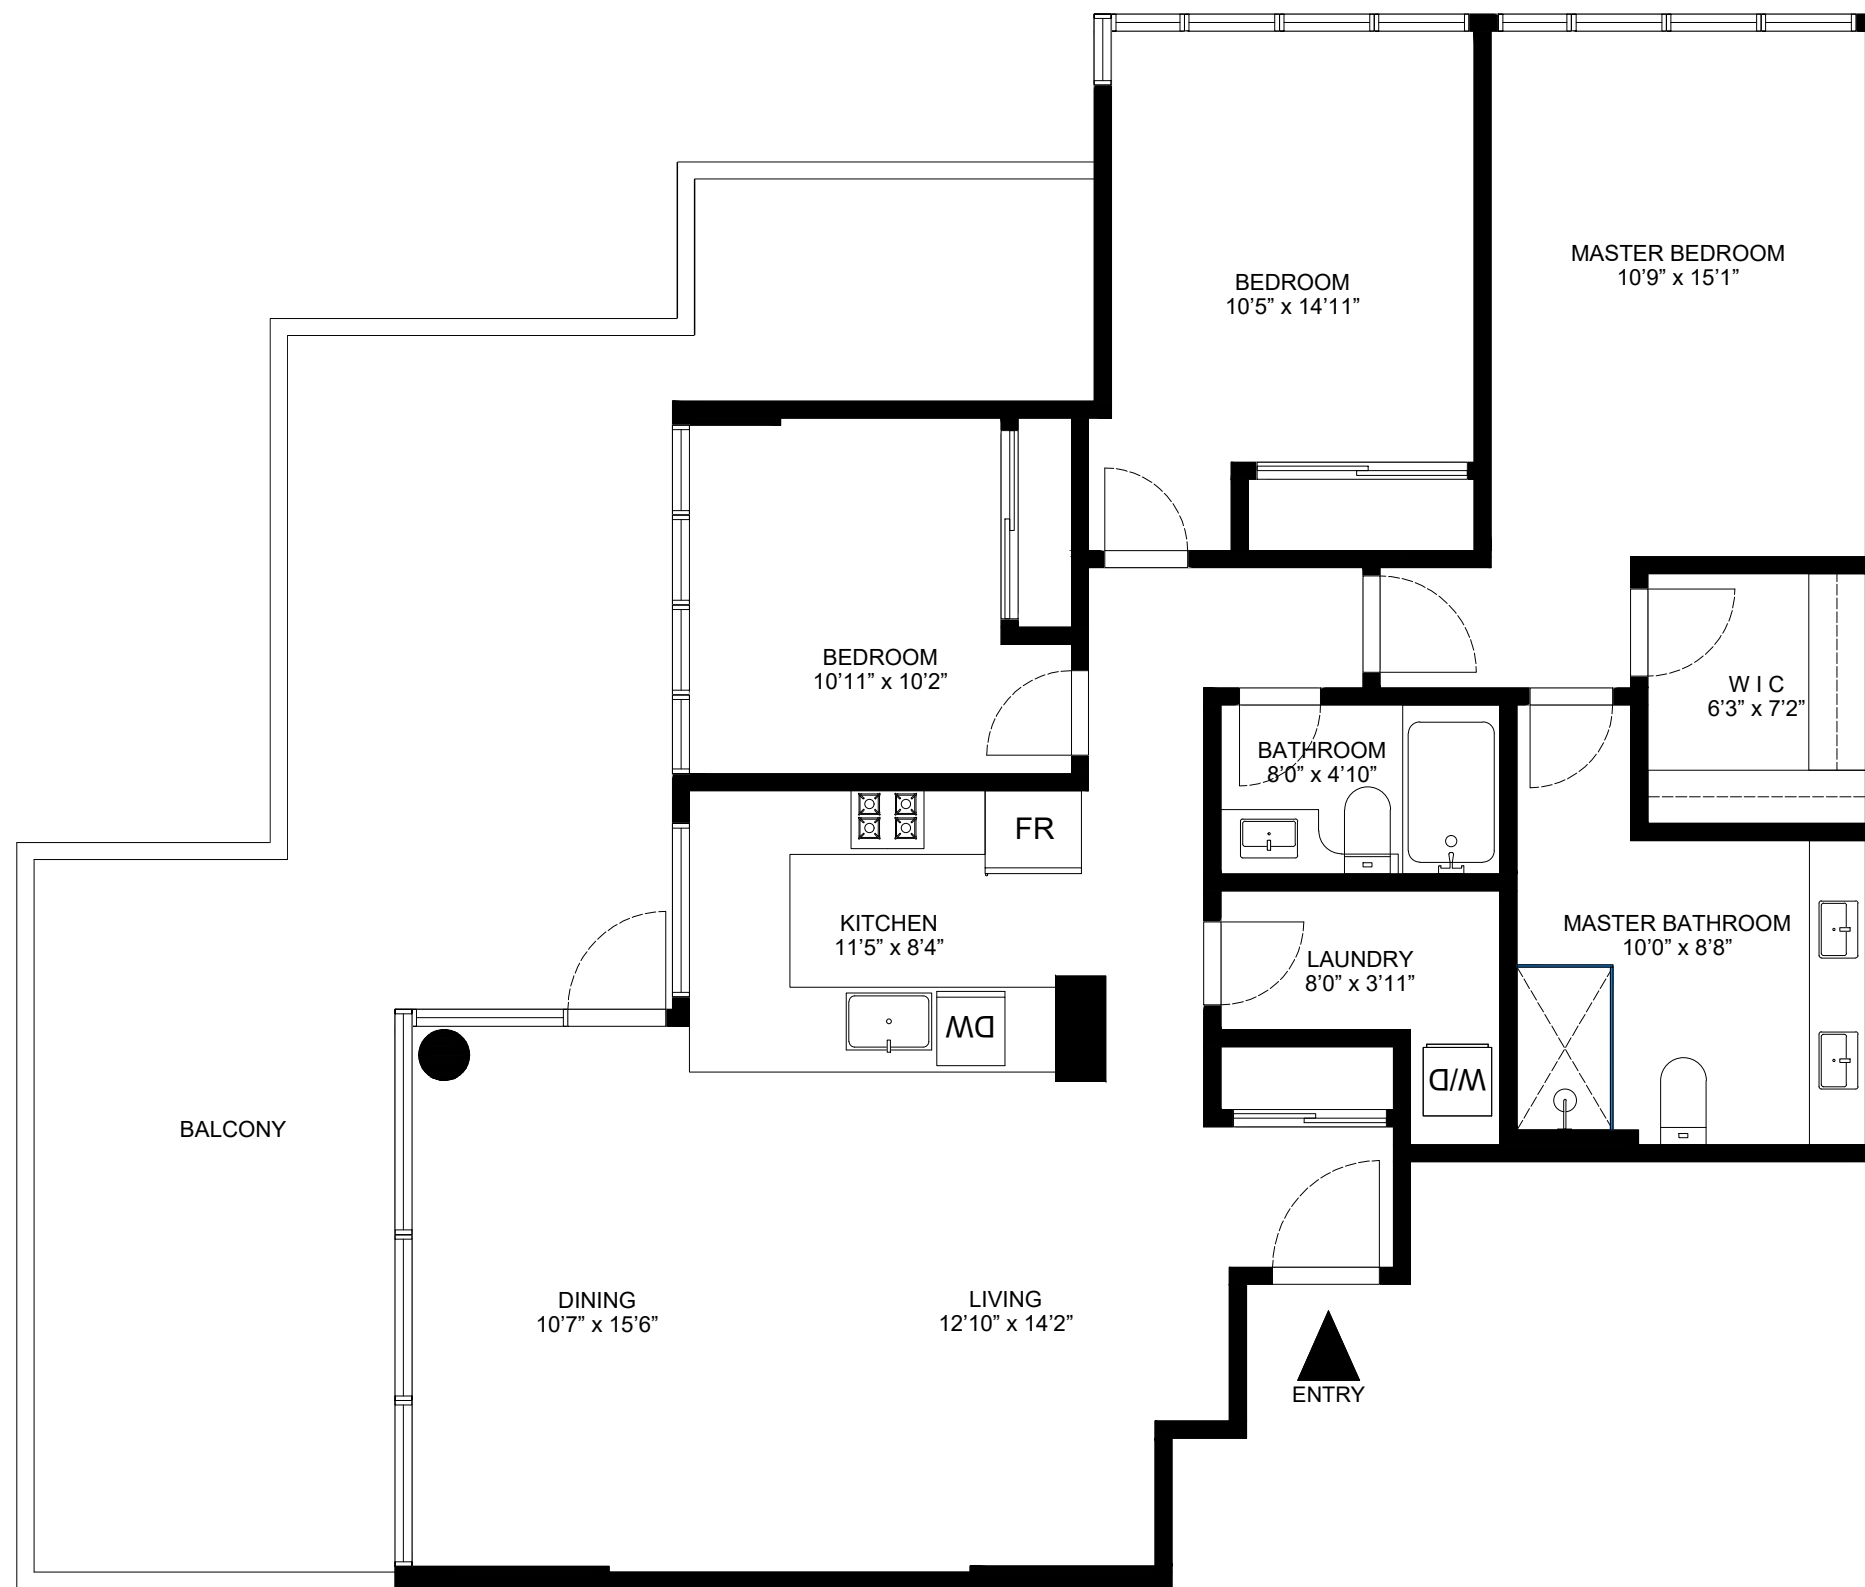 MASTER BEDROOM
10’9” x 15’1”
BEDROOM
10’5” x 14’11”
BEDROOM
10’11” x 10’2”
W I C
6’3” x 7’2”
BATHROOM
8’0” x 4’10”
FR
KITCHEN
11’5” x 8’4”
MASTER BATHROOM
10’0” x 8’8”
LAUNDRY
8’0” x 3’11”
DW
W/D
BALCONY
DINING
10’7” x 15’6”
LIVING
12’10” x 14’2”
ENTRY